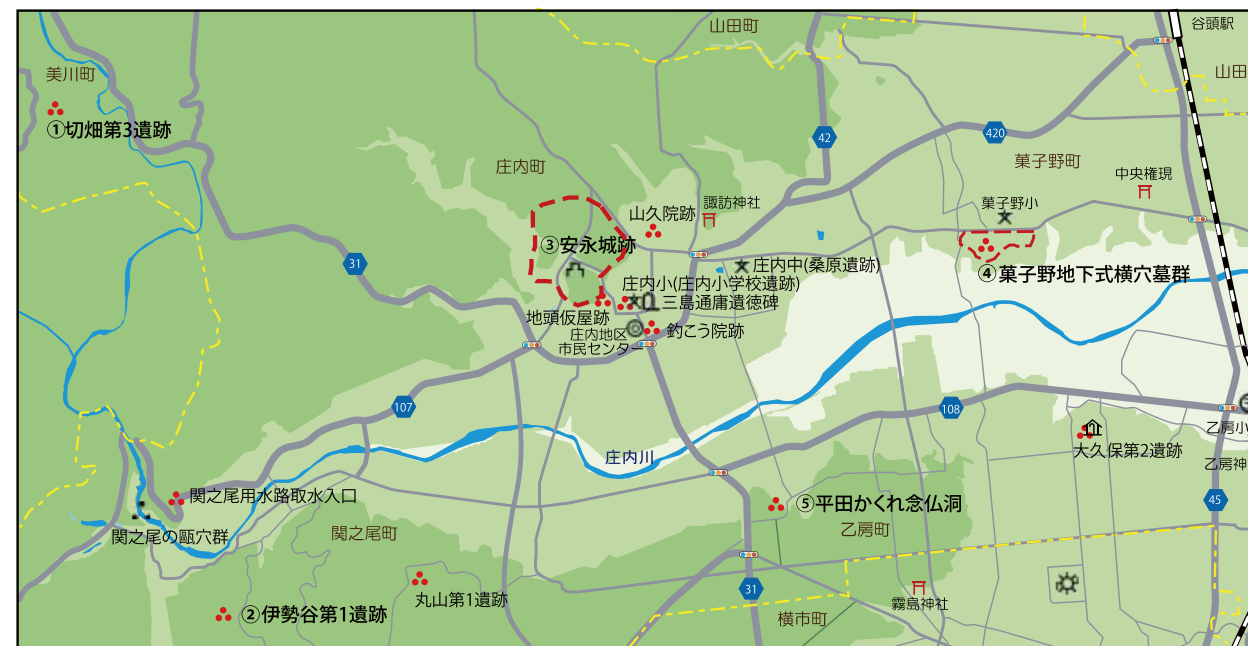 谷頭駅
山田町
山田
美川町
①切畑第3遺跡
42
420
庄内町
菓子野町
中央権現
菓子野小
諏訪神社
山久院跡
③安永城跡
31
庄内中(桑原遺跡)
④菓子野地下式横穴墓群
庄内小(庄内小学校遺跡)
三島通庸遺徳碑
地頭仮屋跡
釣こう院跡
庄内地区
市民センター
107
108
乙房小
大久保第2遺跡
庄内川
乙房神
関之尾用水路取水入口
45
⑤平田かくれ念仏洞
乙房町
関之尾町
関之尾の甌穴群
31
丸山第1遺跡
霧島神社
②伊勢谷第1遺跡
横市町